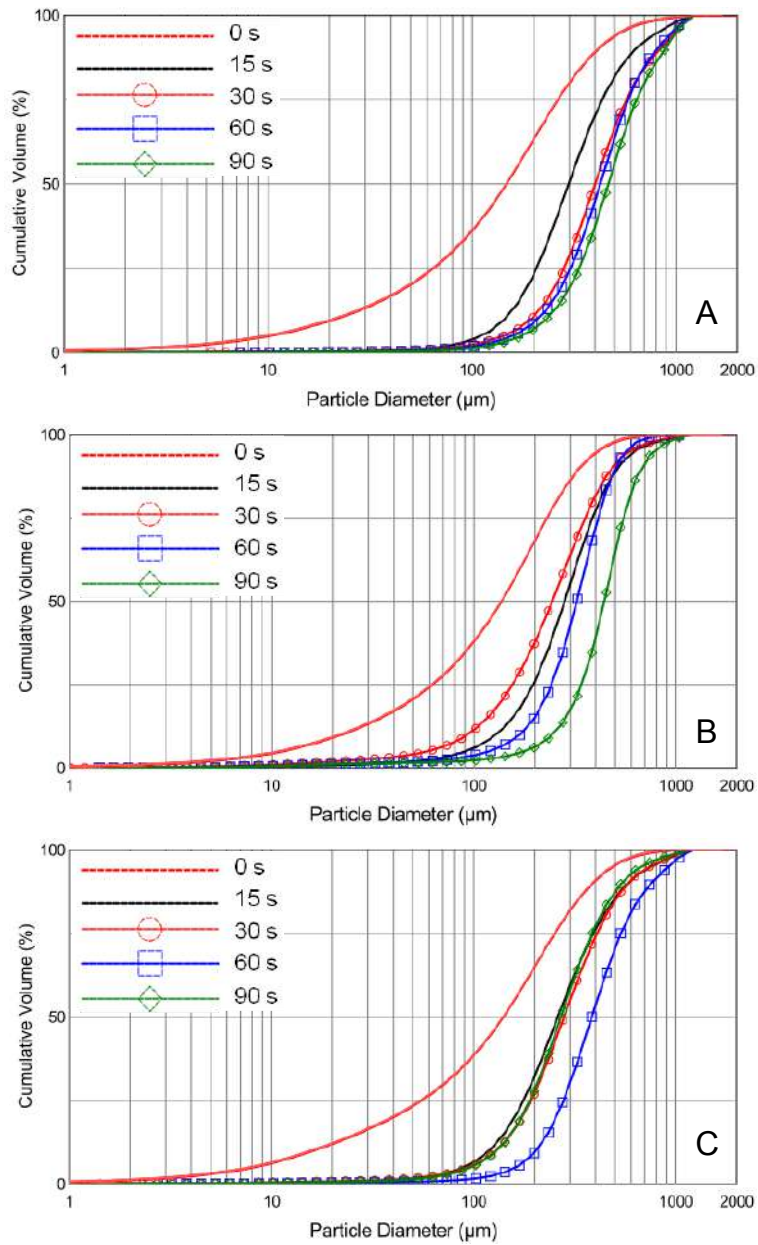 100
0 s
15 s
30 s
60 s
90 s
50
0
Cumulative Volume (%)
A
1 10 100 1000 2000
Particle Diameter (µm)
100
0 s
15 s
30 s
60 s
90 s
50
0
Cumulative Volume (%)
B
1 10 100 1000 2000
Particle Diameter (µm)
100
0 s
15 s
30 s
60 s
90 s
50
0
Cumulative Volume (%)
C
1 10 100 1000 2000
Particle Diameter (µm)